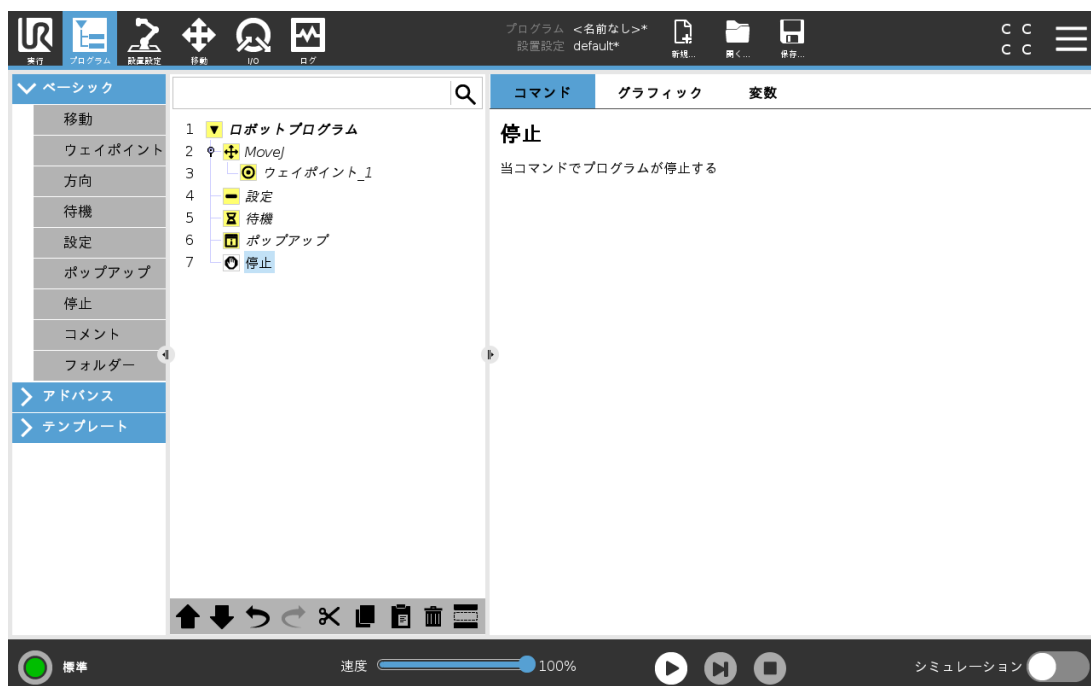 プログラム <名前なし>*
設置設定 default*
C C
C C
実行
プログラム
設置設定
移動
I/O
ログ
新規...
開く...
保存...
ベーシック
移動
ウェイポイント
方向
待機
設定
ポップアップ
停止
コメント
フォルダー
アドバンス
テンプレート
1 ロボットプログラム
2 MoveJ
3 ウェイポイント_1
4 設定
5 待機
6 ポップアップ
7 停止
コマンド グラフィック 変数
停止
当コマンドでプログラムが停止する
標準
速度 100%
シミュレーション